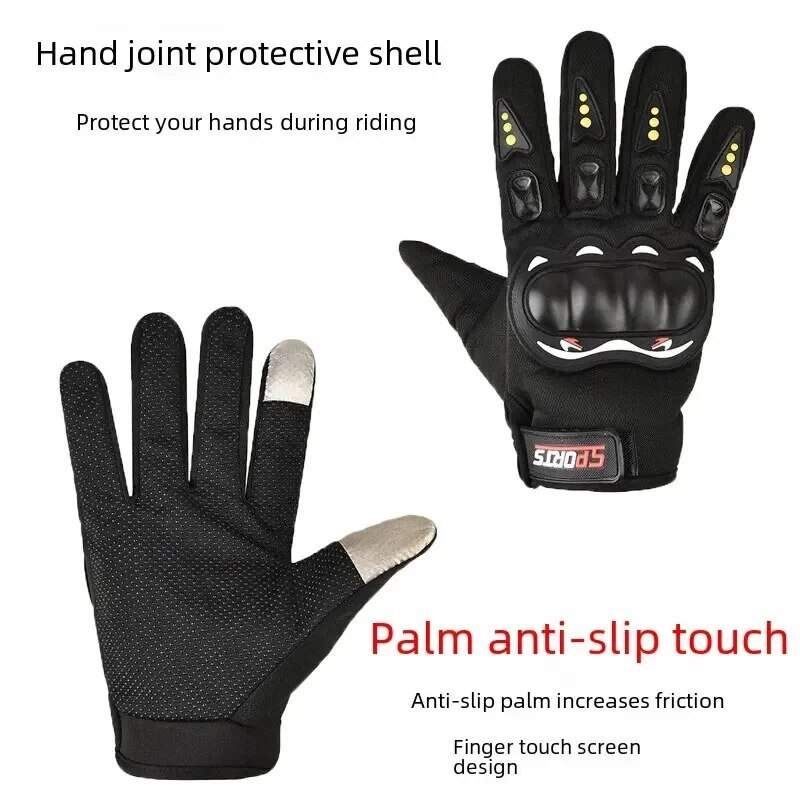 Hand joint protective shell
Protect your hands during riding
SPORTS
Palm anti-slip touch
Anti-slip palm increases friction
Finger touch screen
design